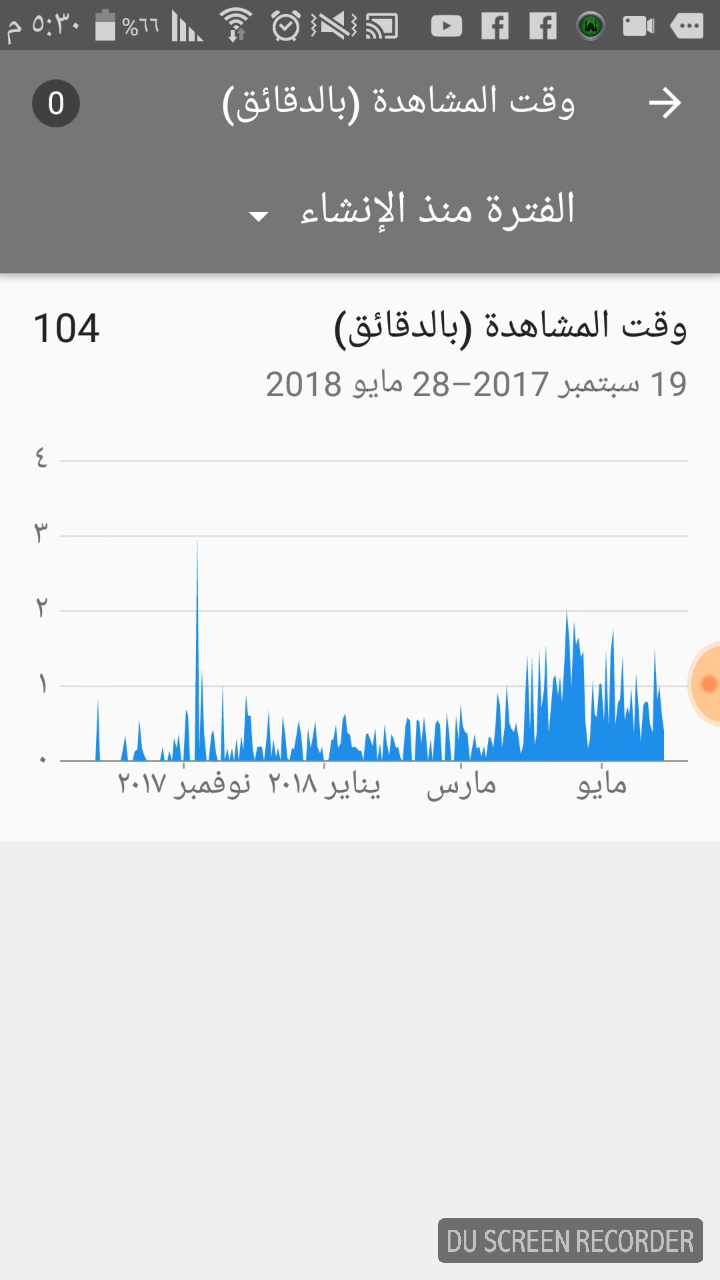 ٥:٣٠ م %٦٦
وقت المشاهدة (بالدقائق) 0
الفترة منذ الإنشاء
وقت المشاهدة (بالدقائق) 104
19 سبتمبر 2017–28 مايو 2018
٤
٣
٢
١
٠
نوفمبر ٢٠١٧ يناير ٢٠١٨ مارس مايو
DU SCREEN RECORDER